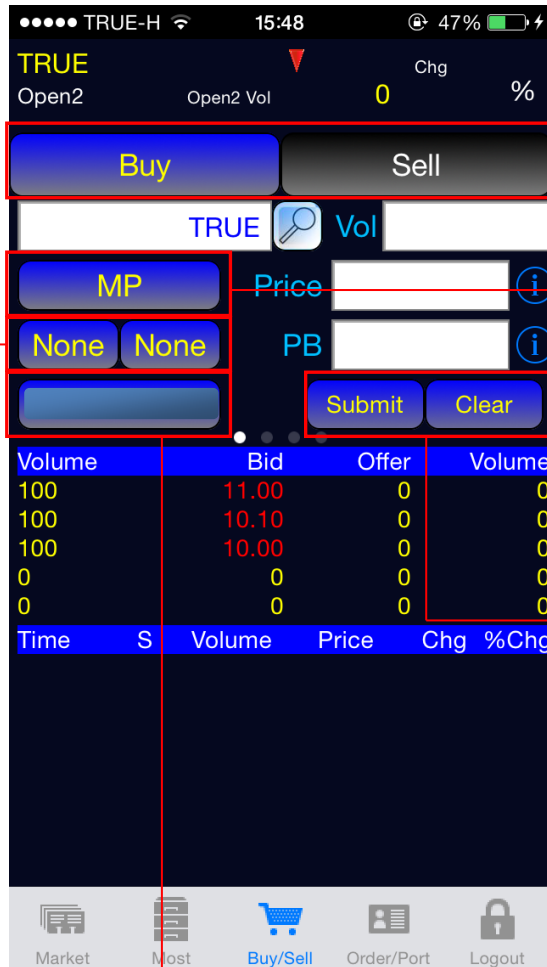 TRUE-H 15:48 47%
TRUE Chg
Open2 Open2 Vol 0 %
Buy Sell
TRUE Vol
MP Price i
None None PB i
Submit Clear
Volume Bid Offer Volume
100 11.00 0 0
100 10.10 0 0
100 10.00 0 0
0 0 0 0
0 0 0 0
Time S Volume Price Chg %Chg
Market Most Buy/Sell Order/Port Logout